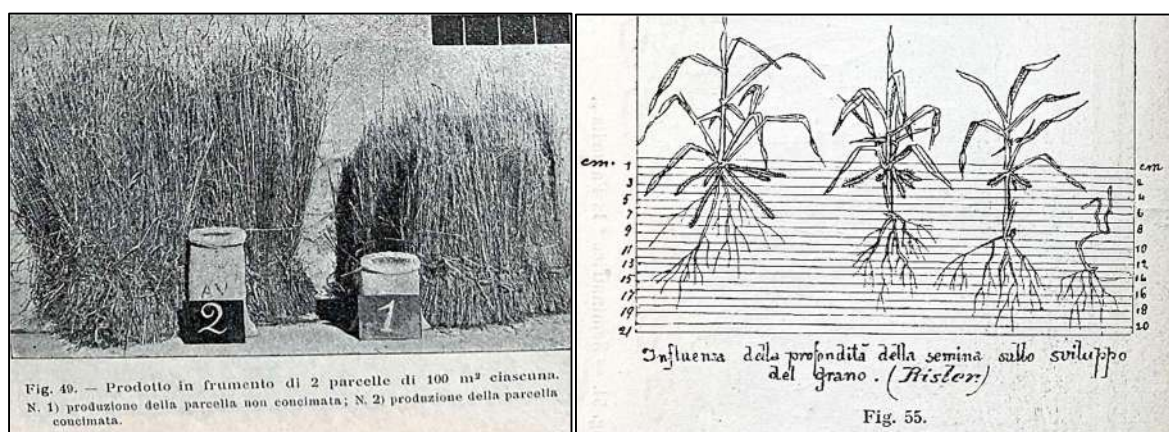 AV
2
1
Fig. 49. — Prodotto in frumento di 2 parcelle di 100 m² ciascuna.
N. 1) produzione della parcella non concimata; N. 2) produzione della parcella
concimata.
cm. 1
3
5
7
9
11
13
15
17
19
21
cm
2
4
6
8
10
12
14
16
18
20
Influenza della profondità della semina sullo sviluppo
del grano. (Risler)
Fig. 55.